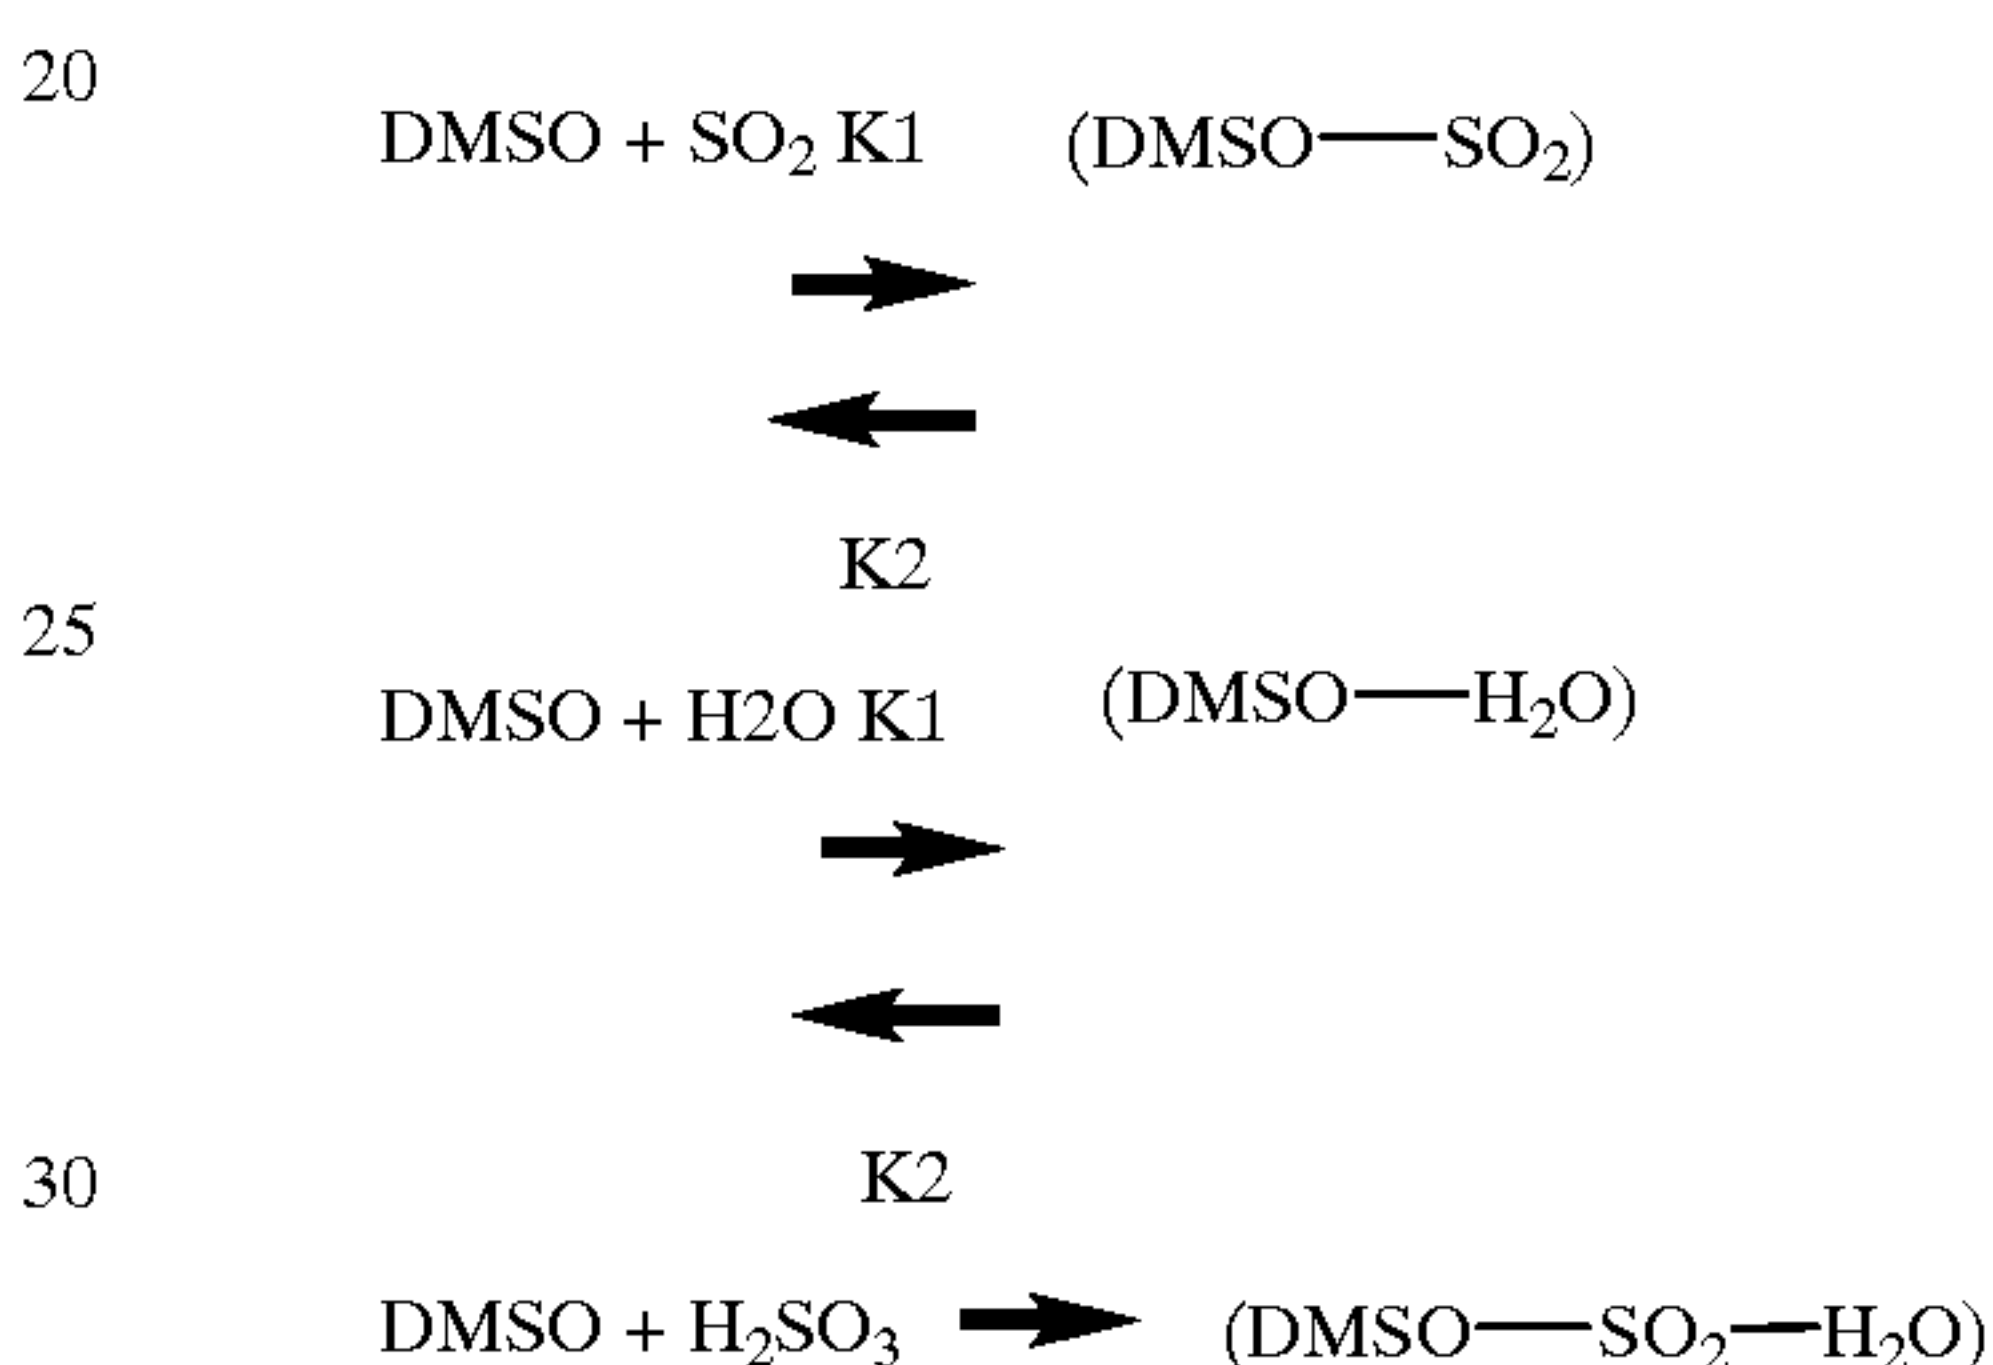 20
DMSO + SO₂ K1 (DMSO—SO₂)
K2
25
DMSO + H2O K1 (DMSO—H₂O)
K2
30
DMSO + H₂SO₃ (DMSO—SO₂—H₂O)